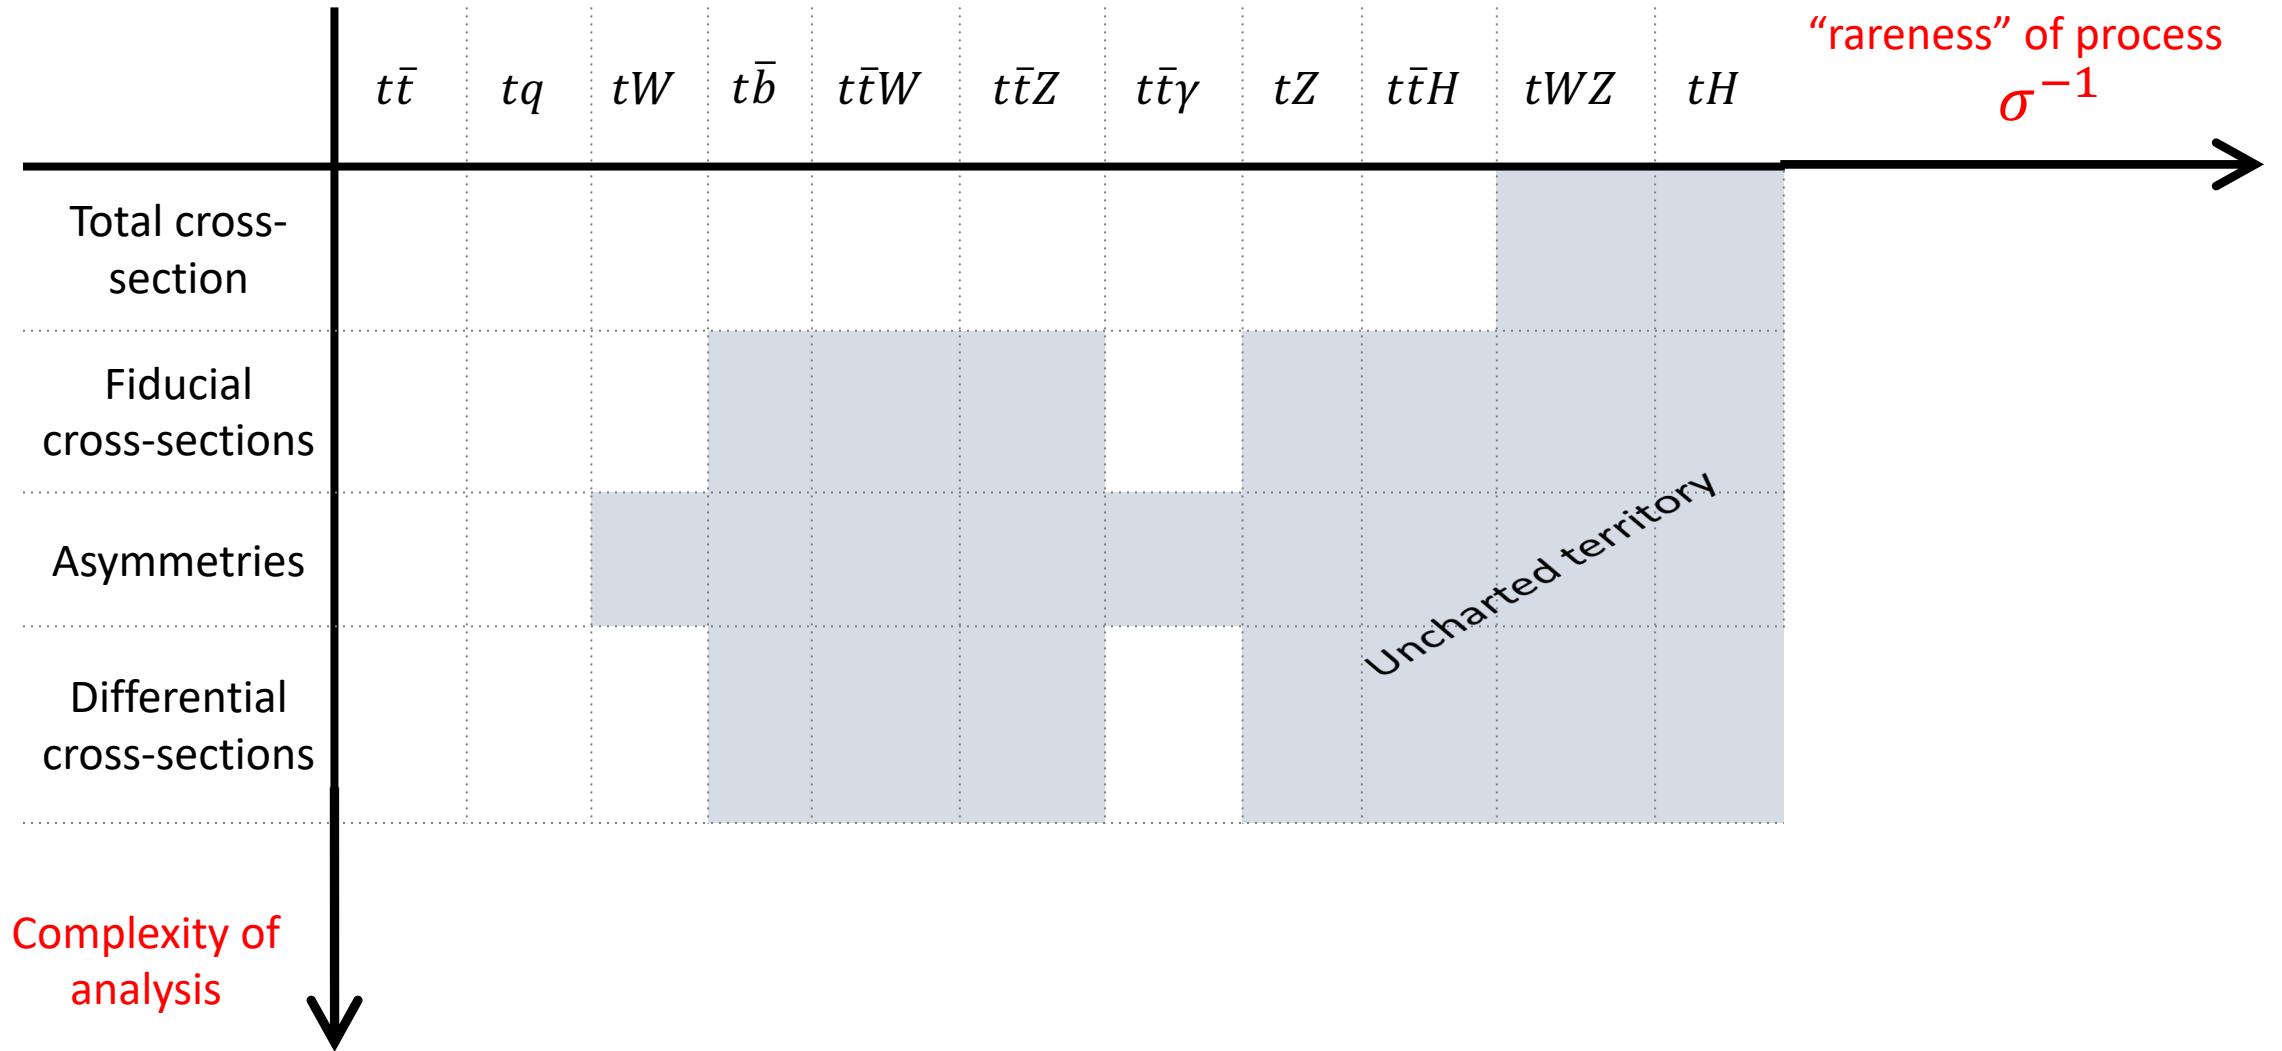 tt̄ tq tW tb̄ tt̄W tt̄Z tt̄γ tZ tt̄H tWZ tH
“rareness” of process
σ⁻¹
Total cross-
section
Fiducial
cross-sections
Asymmetries
Differential
cross-sections
Uncharted territory
Complexity of
analysis